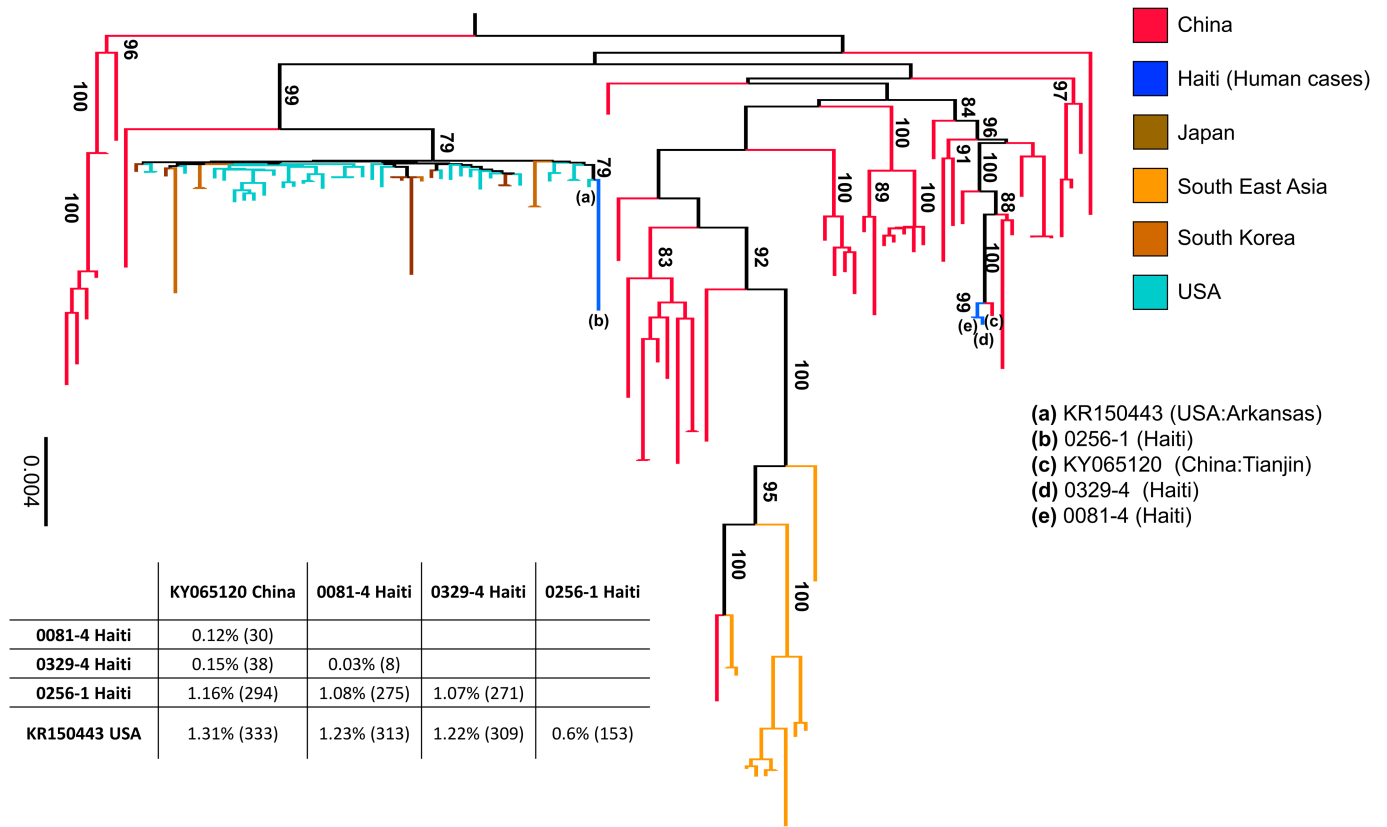 China
Haiti (Human cases)
Japan
South East Asia
South Korea
USA
96
100
100
99
79
79
(a)
(b)
83
92
100
95
100
100
100
100
89
100
84
96
91
100
88
100
99
(e)
(c)
(d)
97
(a) KR150443 (USA:Arkansas)
(b) 0256-1 (Haiti)
(c) KY065120 (China:Tianjin)
(d) 0329-4 (Haiti)
(e) 0081-4 (Haiti)
0.004
KY065120 China 0081-4 Haiti 0329-4 Haiti 0256-1 Haiti
0081-4 Haiti 0.12% (30)
0329-4 Haiti 0.15% (38) 0.03% (8)
0256-1 Haiti 1.16% (294) 1.08% (275) 1.07% (271)
KR150443 USA 1.31% (333) 1.23% (313) 1.22% (309) 0.6% (153)